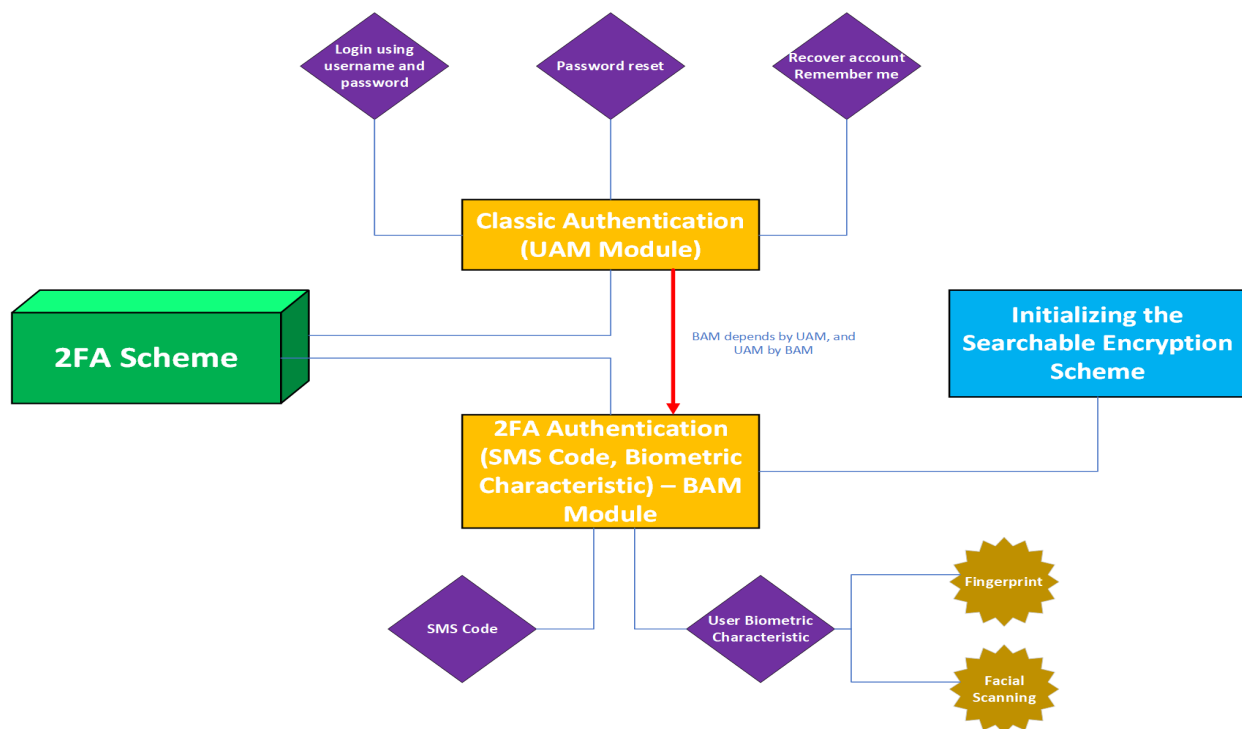 Login using
username and
password
Password reset
Recover account
Remember me
Classic Authentication
(UAM Module)
2FA Scheme
BAM depends by UAM, and
UAM by BAM
Initializing the
Searchable Encryption
Scheme
2FA Authentication
(SMS Code, Biometric
Characteristic) – BAM
Module
SMS Code
User Biometric
Characteristic
Fingerprint
Facial
Scanning